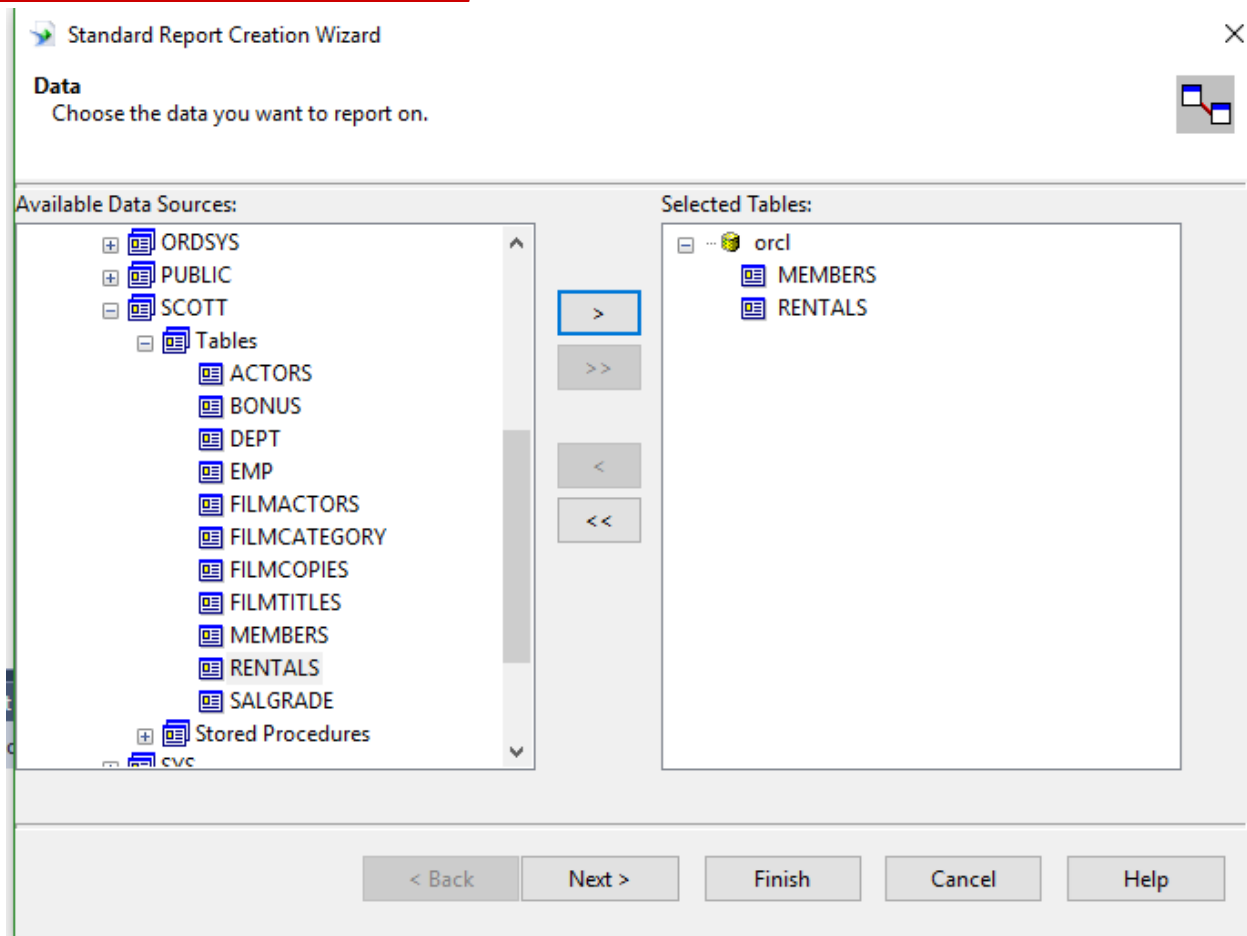 Standard Report Creation Wizard
Data
Choose the data you want to report on.
Available Data Sources:
ORDSYS
PUBLIC
SCOTT
Tables
ACTORS
BONUS
DEPT
EMP
FILMACTORS
FILMCATEGORY
FILMCOPIES
FILMTITLES
MEMBERS
RENTALS
SALGRADE
Stored Procedures
SYS
>
>>
<
<<
Selected Tables:
orcl
MEMBERS
RENTALS
< Back Next > Finish Cancel Help